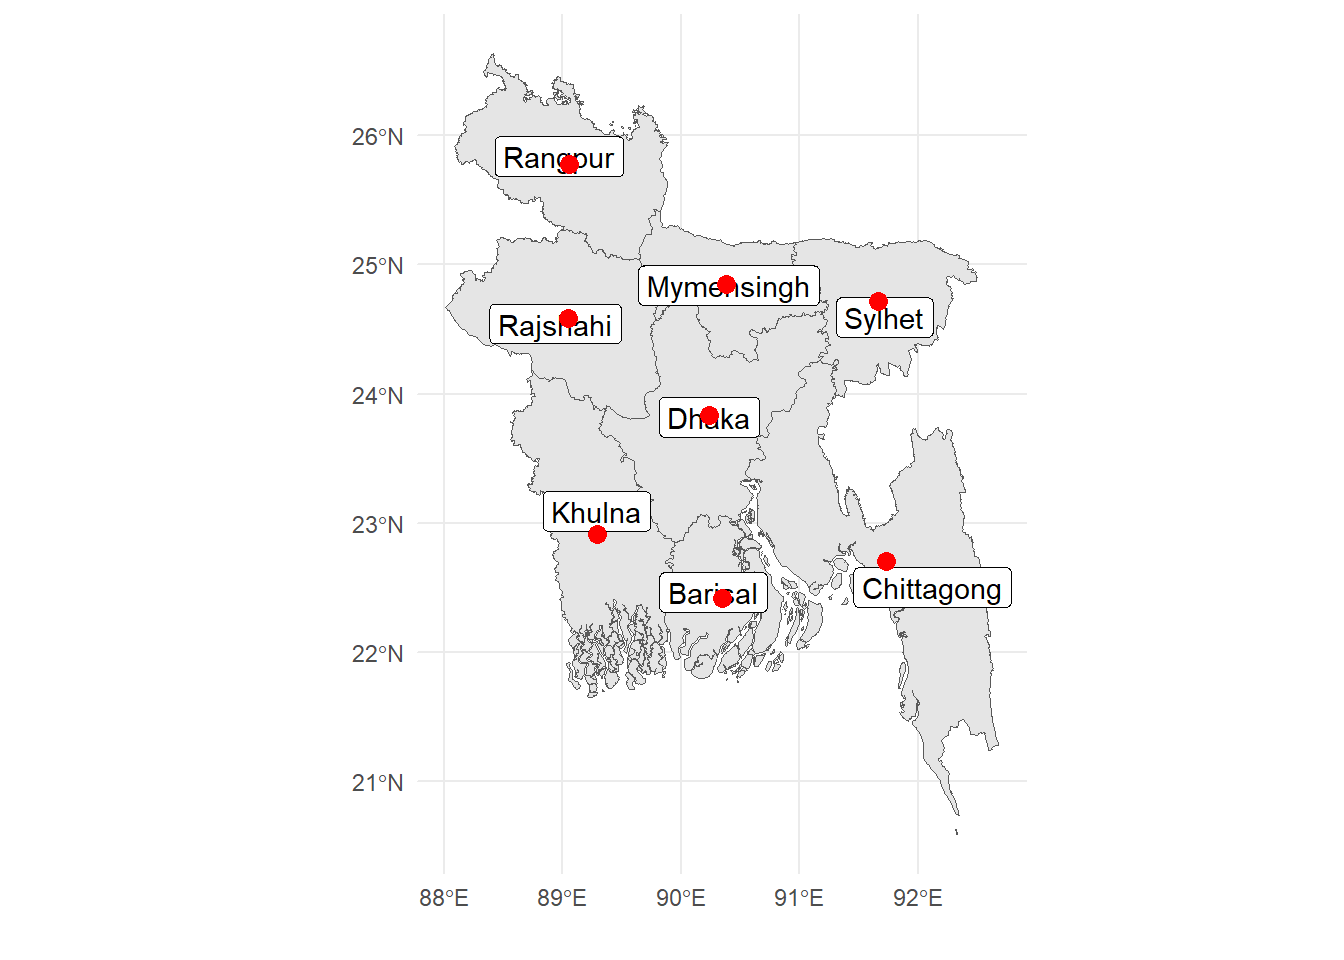 26°N
Rangpur
25°N
Mymensingh
Sylhet
Rajshahi
24°N
Dhaka
Khulna
23°N
Chittagong
Barisal
22°N
21°N
88°E 89°E 90°E 91°E 92°E